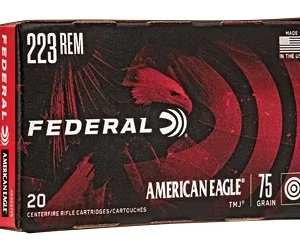 223 REM
MADE
IN THE US
FEDERAL
®
20
AMERICAN EAGLE®
TMJ®
75
GRAIN
CENTERFIRE RIFLE CARTRIDGES/CARTOUCHES
FEDERAL
AMERICAN EAGLE